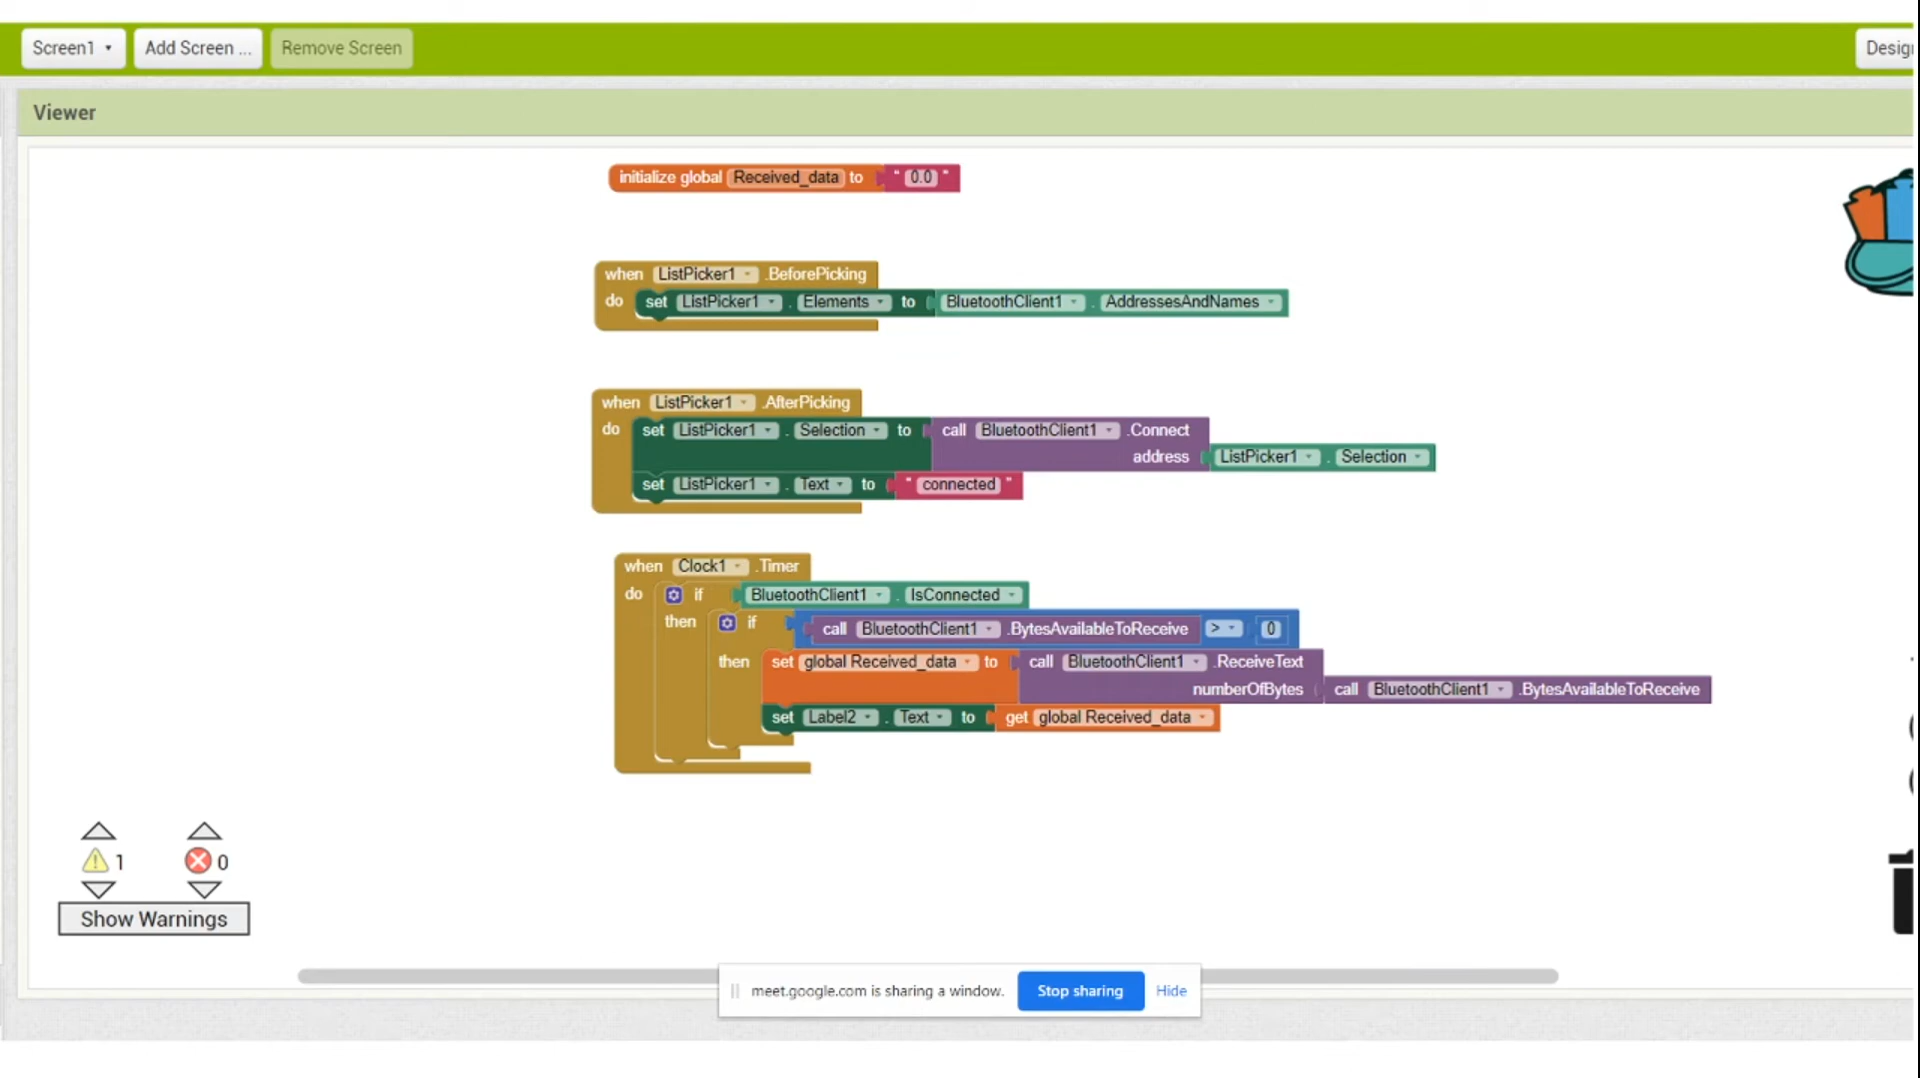 Screen1 Add Screen ... Remove Screen
Viewer
initialize global Received_data to " 0.0 "
when ListPicker1 .BeforePicking
do set ListPicker1 . Elements to BluetoothClient1 . AddressesAndNames
when ListPicker1 .AfterPicking
do set ListPicker1 . Selection to call BluetoothClient1 .Connect
address ListPicker1 . Selection
set ListPicker1 . Text to " connected "
when Clock1 .Timer
do if BluetoothClient1 . IsConnected
then if call BluetoothClient1 .BytesAvailableToReceive > 0
then set global Received_data to call BluetoothClient1 .ReceiveText
numberOfBytes call BluetoothClient1 .BytesAvailableToReceive
set Label2 . Text to get global Received_data
1 0
Show Warnings
meet.google.com is sharing a window. Stop sharing Hide